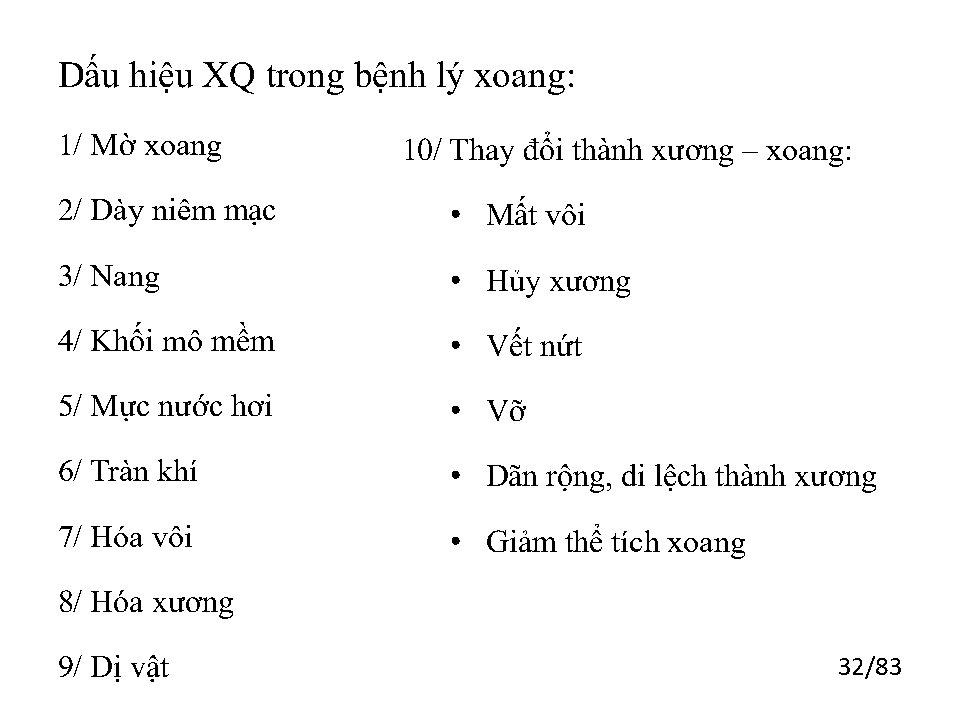 Dấu hiệu XQ trong bệnh lý xoang:
1/ Mờ xoang
2/ Dày niêm mạc
3/ Nang
4/ Khối mô mềm
5/ Mực nước hơi
6/ Tràn khí
7/ Hóa vôi
8/ Hóa xương
9/ Dị vật
10/ Thay đổi thành xương – xoang:
• Mất vôi
• Hủy xương
• Vết nứt
• Vỡ
• Dãn rộng, di lệch thành xương
• Giảm thể tích xoang
32/83